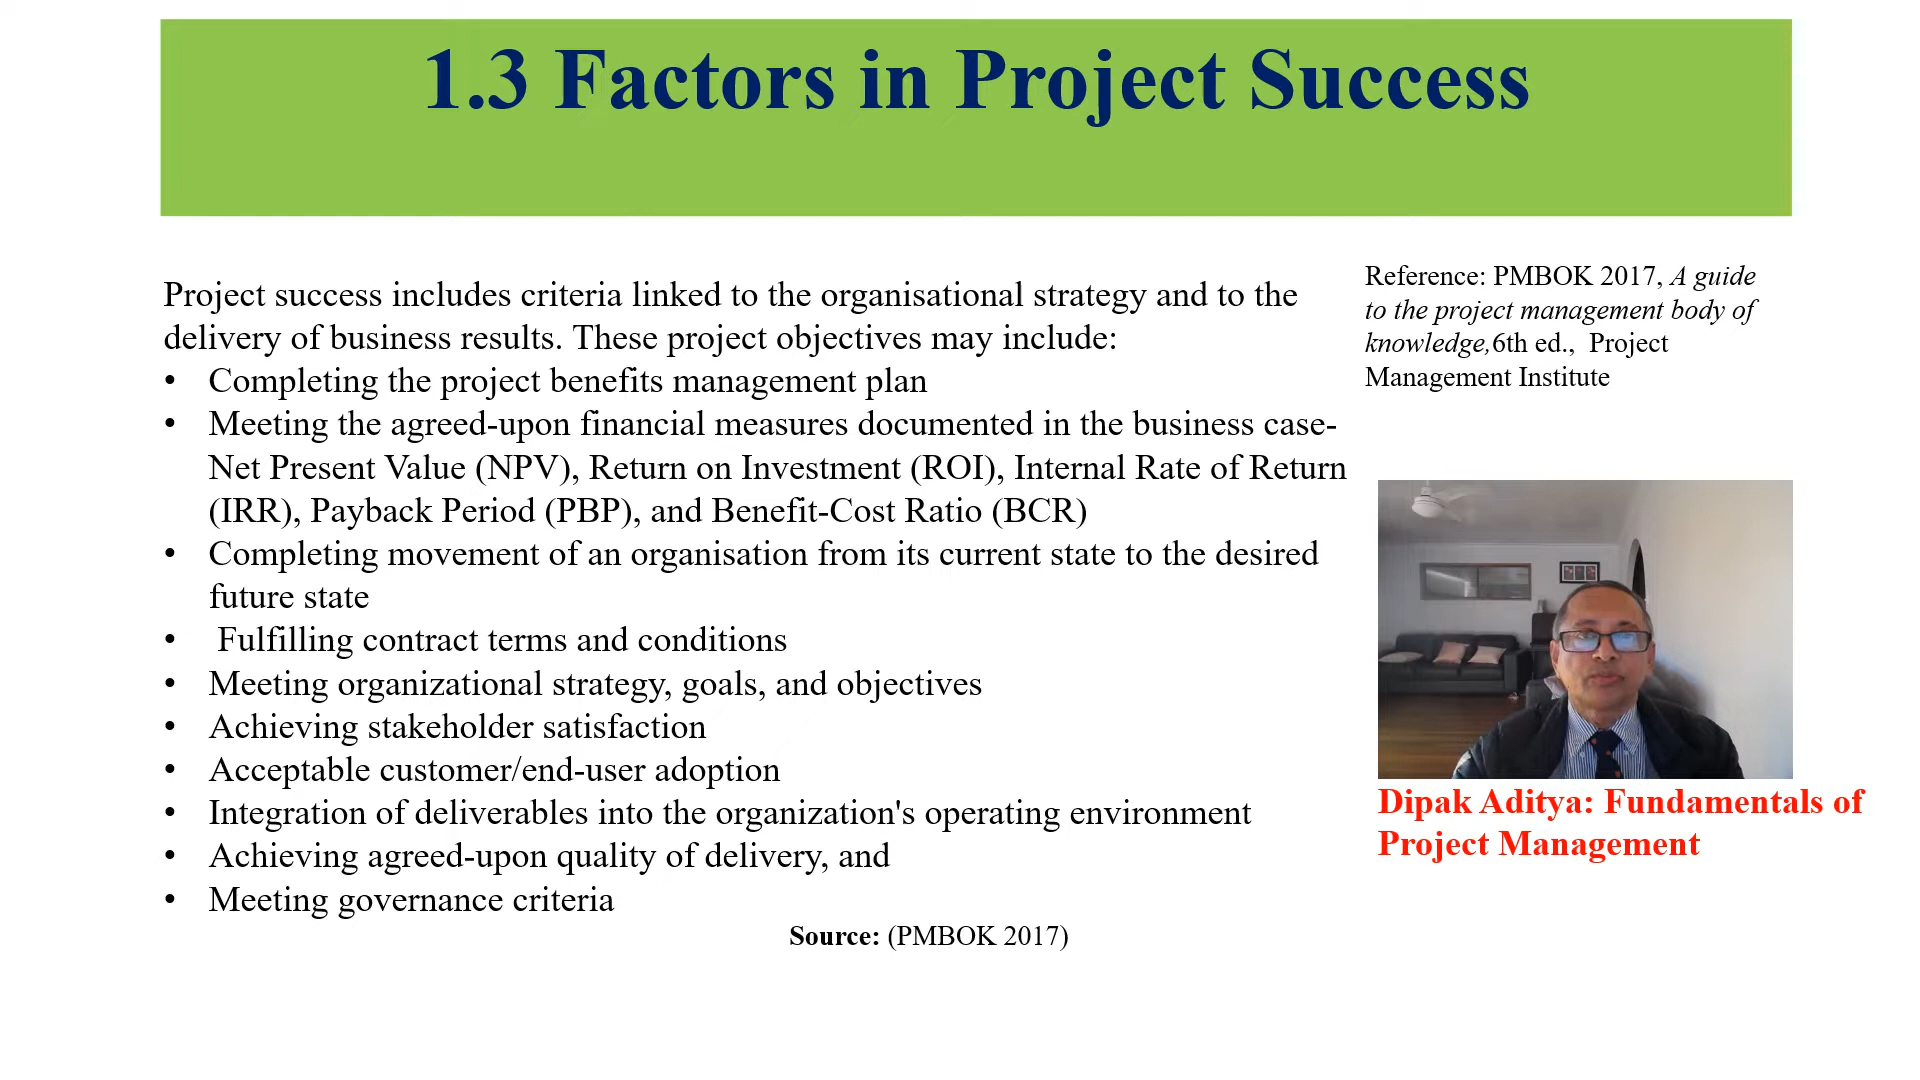 1.3 Factors in Project Success
Project success includes criteria linked to the organisational strategy and to the
delivery of business results. These project objectives may include:
• Completing the project benefits management plan
• Meeting the agreed-upon financial measures documented in the business case-
Net Present Value (NPV), Return on Investment (ROI), Internal Rate of Return
(IRR), Payback Period (PBP), and Benefit-Cost Ratio (BCR)
• Completing movement of an organisation from its current state to the desired
future state
• Fulfilling contract terms and conditions
• Meeting organizational strategy, goals, and objectives
• Achieving stakeholder satisfaction
• Acceptable customer/end-user adoption
• Integration of deliverables into the organization's operating environment
• Achieving agreed-upon quality of delivery, and
• Meeting governance criteria
Source: (PMBOK 2017)
Reference: PMBOK 2017, A guide
to the project management body of
knowledge,6th ed., Project
Management Institute
Dipak Aditya: Fundamentals of
Project Management